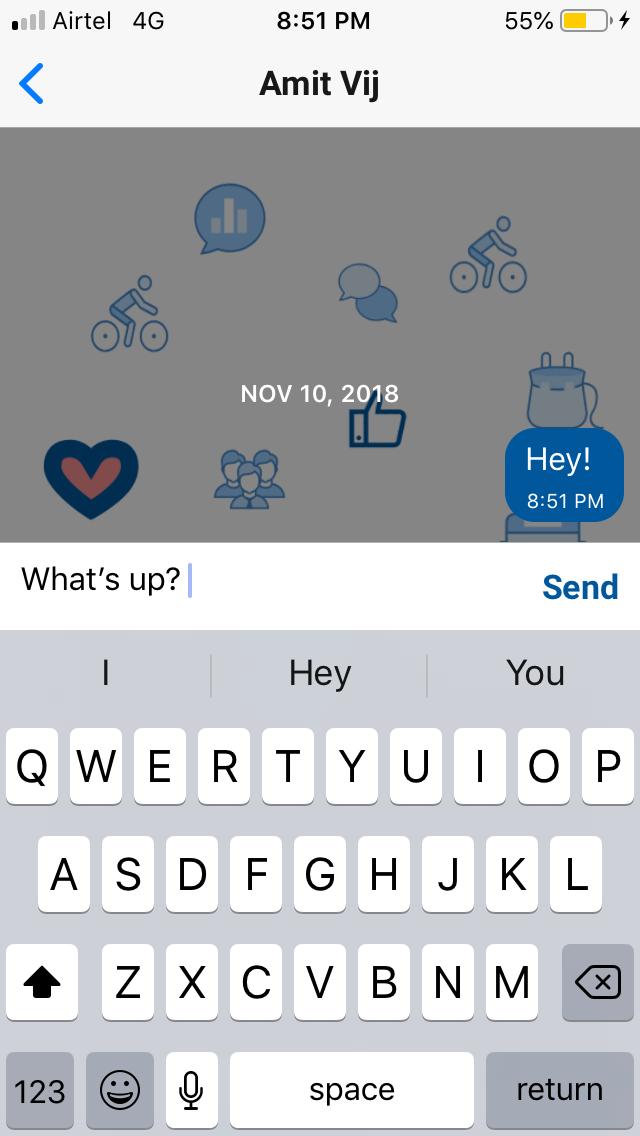 Airtel 4G 8:51 PM 55%
Amit Vij
NOV 10, 2018
Hey!
8:51 PM
What's up?
Send
I Hey You
Q W E R T Y U I O P
A S D F G H J K L
Z X C V B N M
123 space return